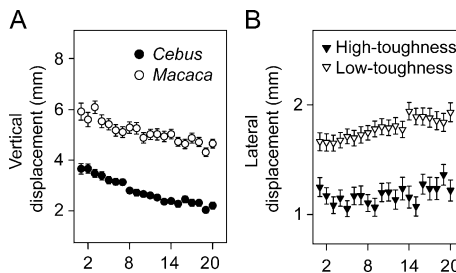 A
Vertical
displacement (mm)
8
6
4
2
Cebus
Macaca
2
8
14
20
B
Lateral
displacement (mm)
2
1
High-toughness
Low-toughness
2
8
14
20